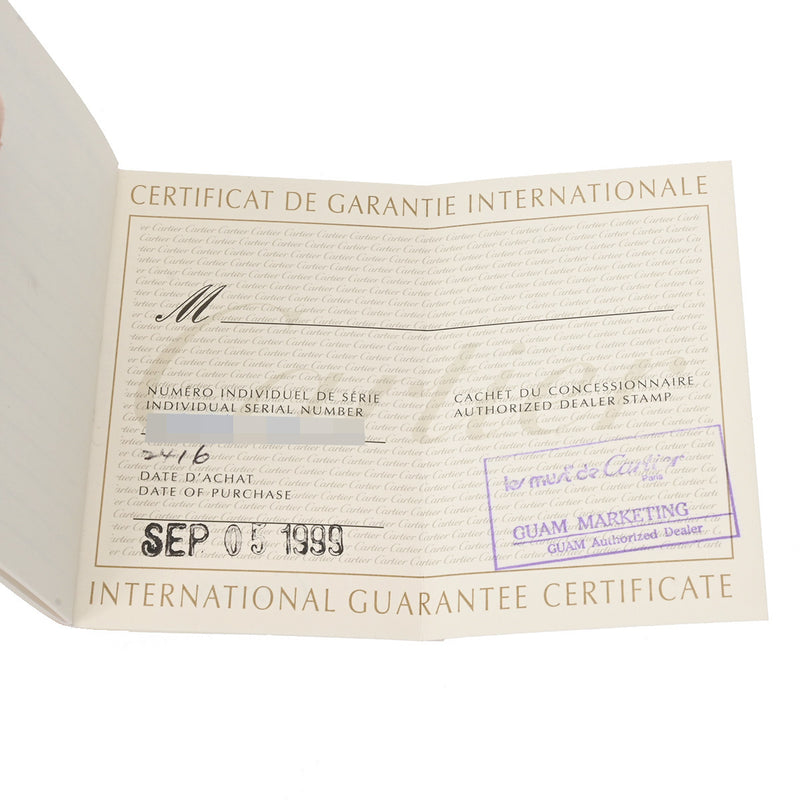 CERTIFICAT DE GARANTIE INTERNATIONALE
M
Cartier
NUMÉRO INDIVIDUEL DE SÉRIE
INDIVIDUAL SERIAL NUMBER
2416
DATE D'ACHAT
DATE OF PURCHASE
SEP 05 1999
CACHET DU CONCESSIONNAIRE
AUTHORIZED DEALER STAMP
les must de Cartier
Paris
GUAM MARKETING
GUAM Authorized Dealer
INTERNATIONAL GUARANTEE CERTIFICATE